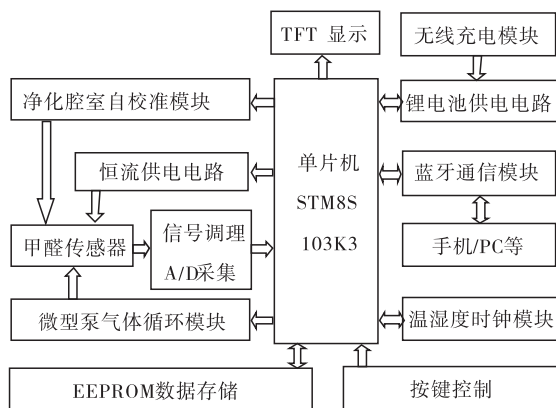 TFT 显示
无线充电模块
净化腔室自校准模块
锂电池供电电路
恒流供电电路
单片机
STM8S
103K3
蓝牙通信模块
甲醛传感器
信号调理
A/D采集
手机/PC等
微型泵气体循环模块
温湿度时钟模块
EEPROM数据存储
按键控制